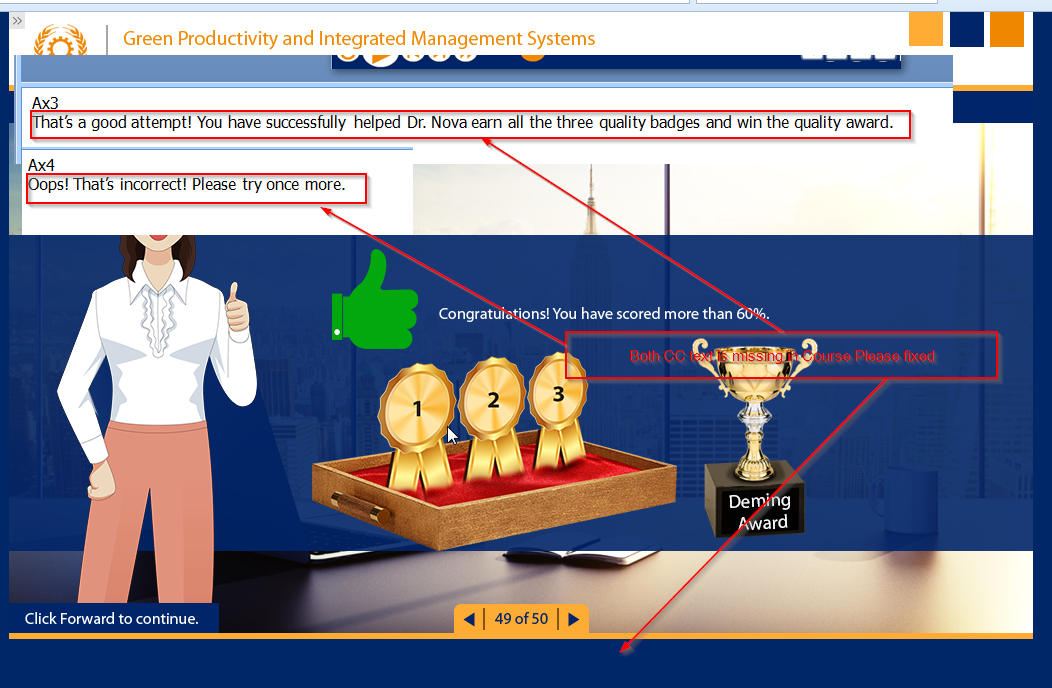 Green Productivity and Integrated Management Systems
Ax3
That's a good attempt! You have successfully helped Dr. Nova earn all the three quality badges and win the quality award.
Ax4
Oops! That's incorrect! Please try once more.
Congratulations! You have scored more than 60%.
Both CC text is missing in Course Please fixed
1
2
3
Deming
Award
Click Forward to continue.
49 of 50